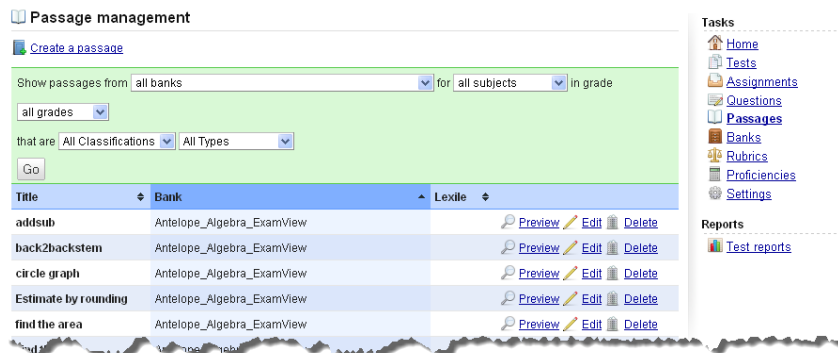 Passage management
Create a passage
Show passages from all banks for all subjects in grade
all grades
that are All Classifications All Types
Go
Title Bank Lexile
addsub Antelope_Algebra_ExamView Preview Edit Delete
back2backstem Antelope_Algebra_ExamView Preview Edit Delete
circle graph Antelope_Algebra_ExamView Preview Edit Delete
Estimate by rounding Antelope_Algebra_ExamView Preview Edit Delete
find the area Antelope_Algebra_ExamView Preview Edit Delete
Tasks
Home
Tests
Assignments
Questions
Passages
Banks
Rubrics
Proficiencies
Settings
Reports
Test reports